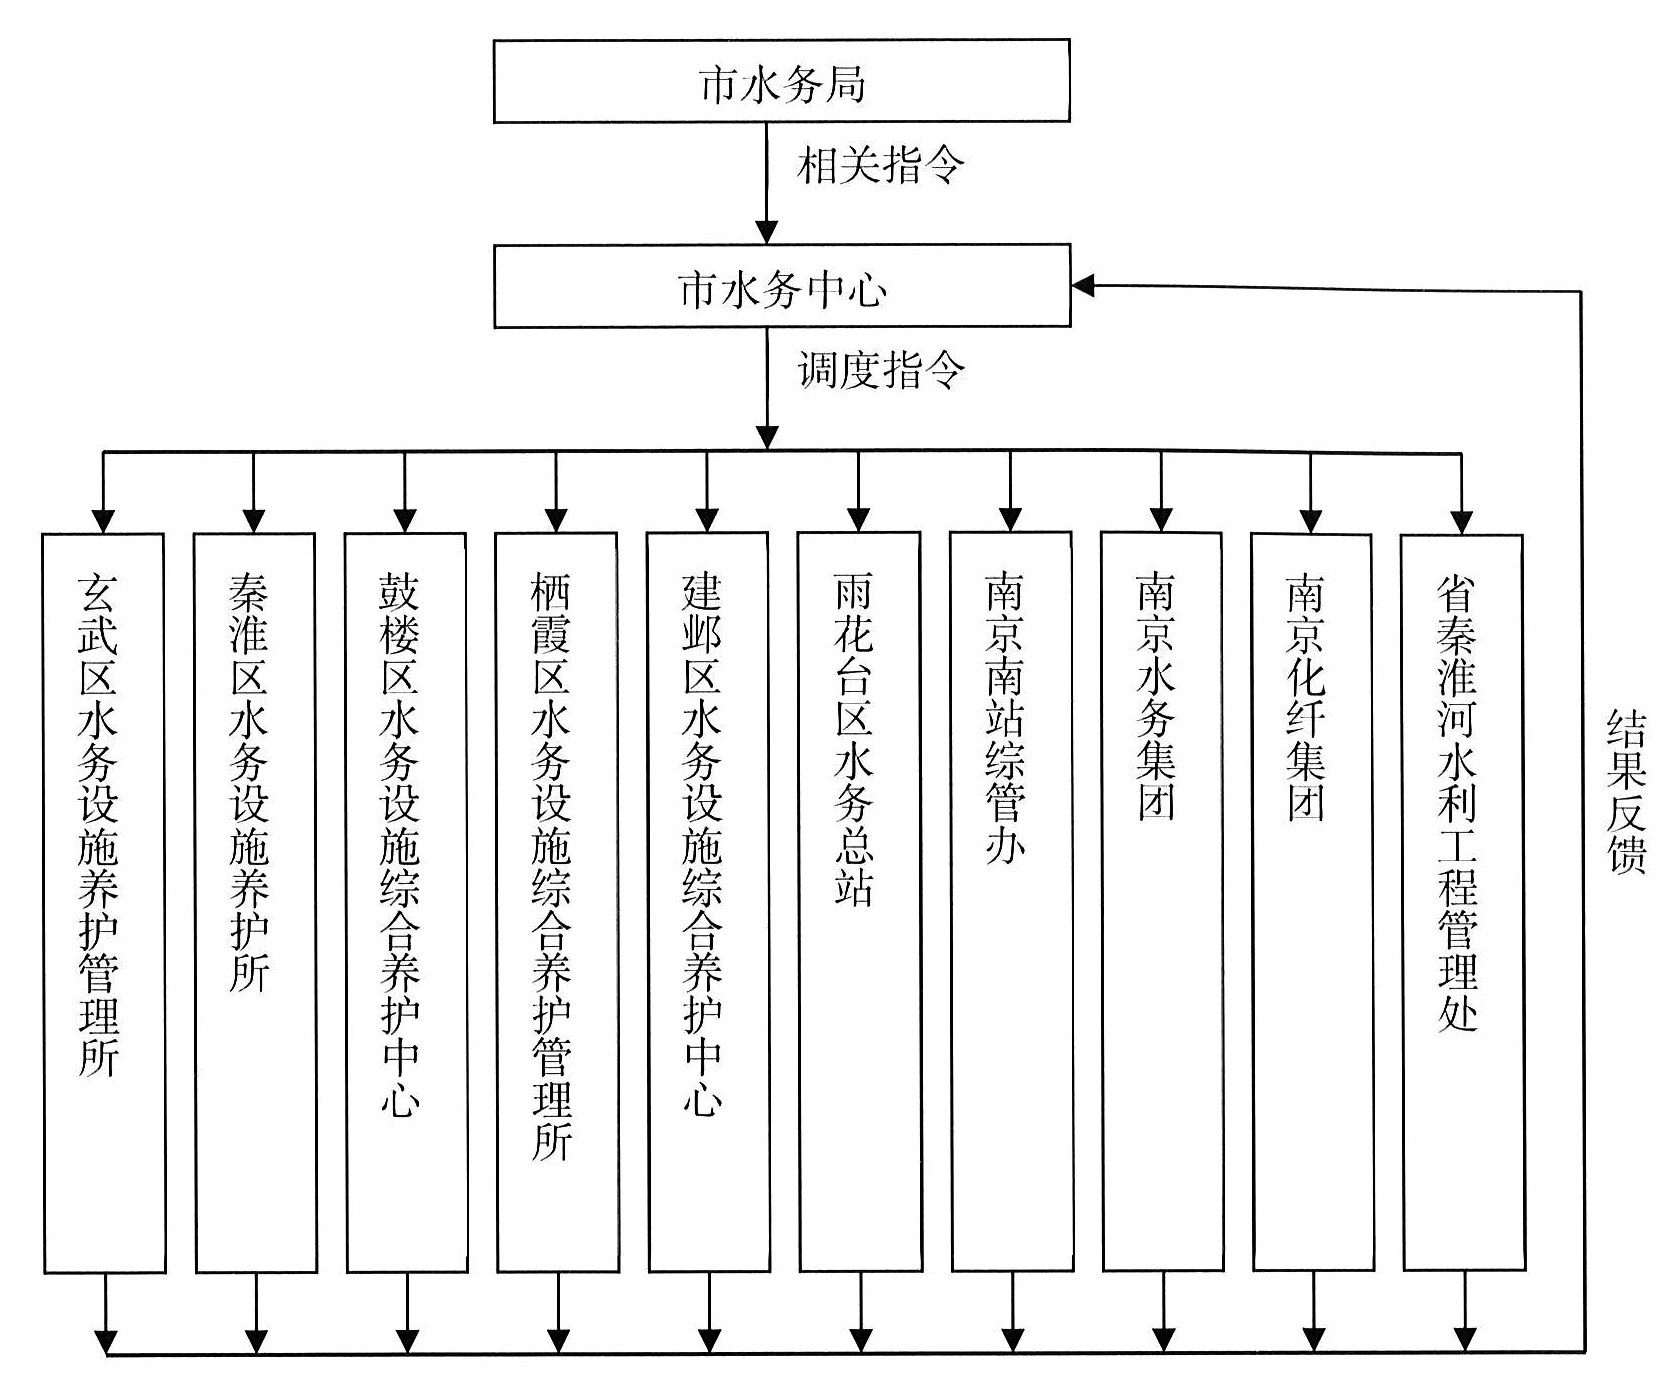 市水务局
相关指令
市水务中心
调度指令
玄武区水务设施养护管理所
秦淮区水务设施养护所
鼓楼区水务设施综合养护中心
栖霞区水务设施综合养护管理所
建邺区水务设施综合养护中心
雨花台区水务总站
南京南站综管办
南京水务集团
南京化纤集团
省秦淮河水利工程管理处
结果反馈